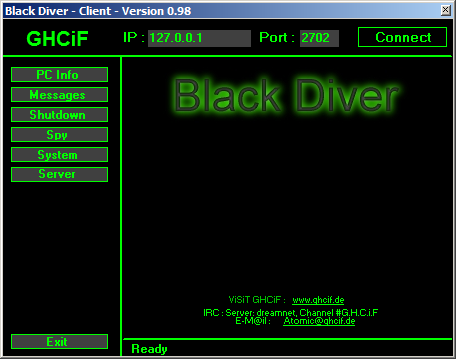 Black Diver - Client - Version 0.98
GHCiF IP : 127.0.0.1 Port : 2702 Connect
PC Info
Messages
Shutdown
Spy
System
Server
Exit
Black Diver
ViSiT GHCiF : www.ghcif.de
IRC : Server: dreamnet, Channel #G.H.C.i.F
E-M@il : Atomic@ghcif.de
Ready